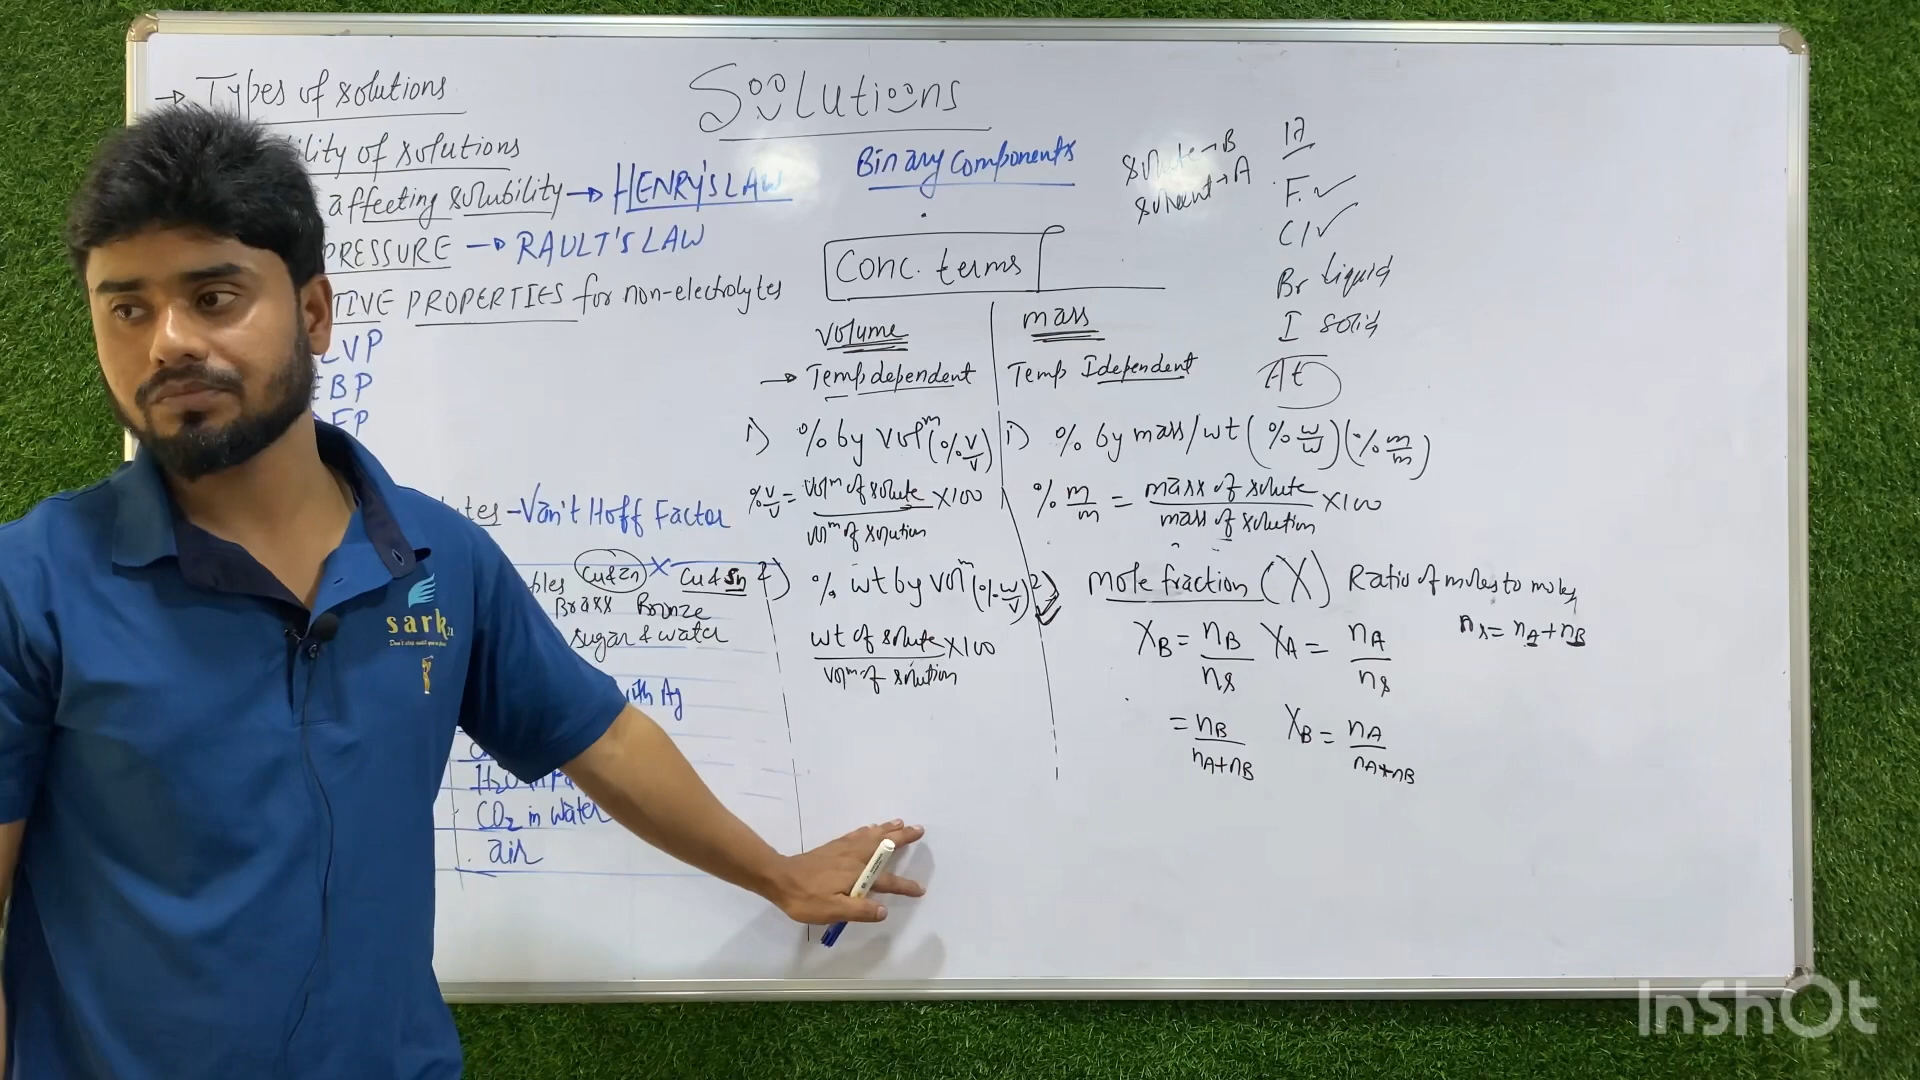 → Types of solutions
ility of solutions
affecting solubility → HENRY'S LAW
PRESSURE → RAULT'S LAW
TIVE PROPERTIES for non-electrolytes
LVP
EBP
FP
tes - Van't Hoff Factor
bles Cu&Zn × Cu & Sn
Brass Bronze
sugar & water
with Ag
CO2 in water
air
Solutions
Binary Components
solute → B
solvent → A
17
F. ✓
Cl ✓
Br liquid
I solid
At
Conc. terms
Volume
→ Temp dependent
1) % by volm (% v/v)
% v/v = volm of solute / volm of solution ×100
2) % wt by volm (% w/v)
wt of solute / volm of solution ×100
mass
Temp Idependent
1) % by mass/wt (% w/w) (% m/m)
% m/m = mass of solute / mass of solution ×100
2) mole fraction (X) Ratio of moles to moles
XB = nB / ns XA = nA / ns ns = nA + nB
= nB / nA+nB XB = nA / nA+nB
sark
InShOt